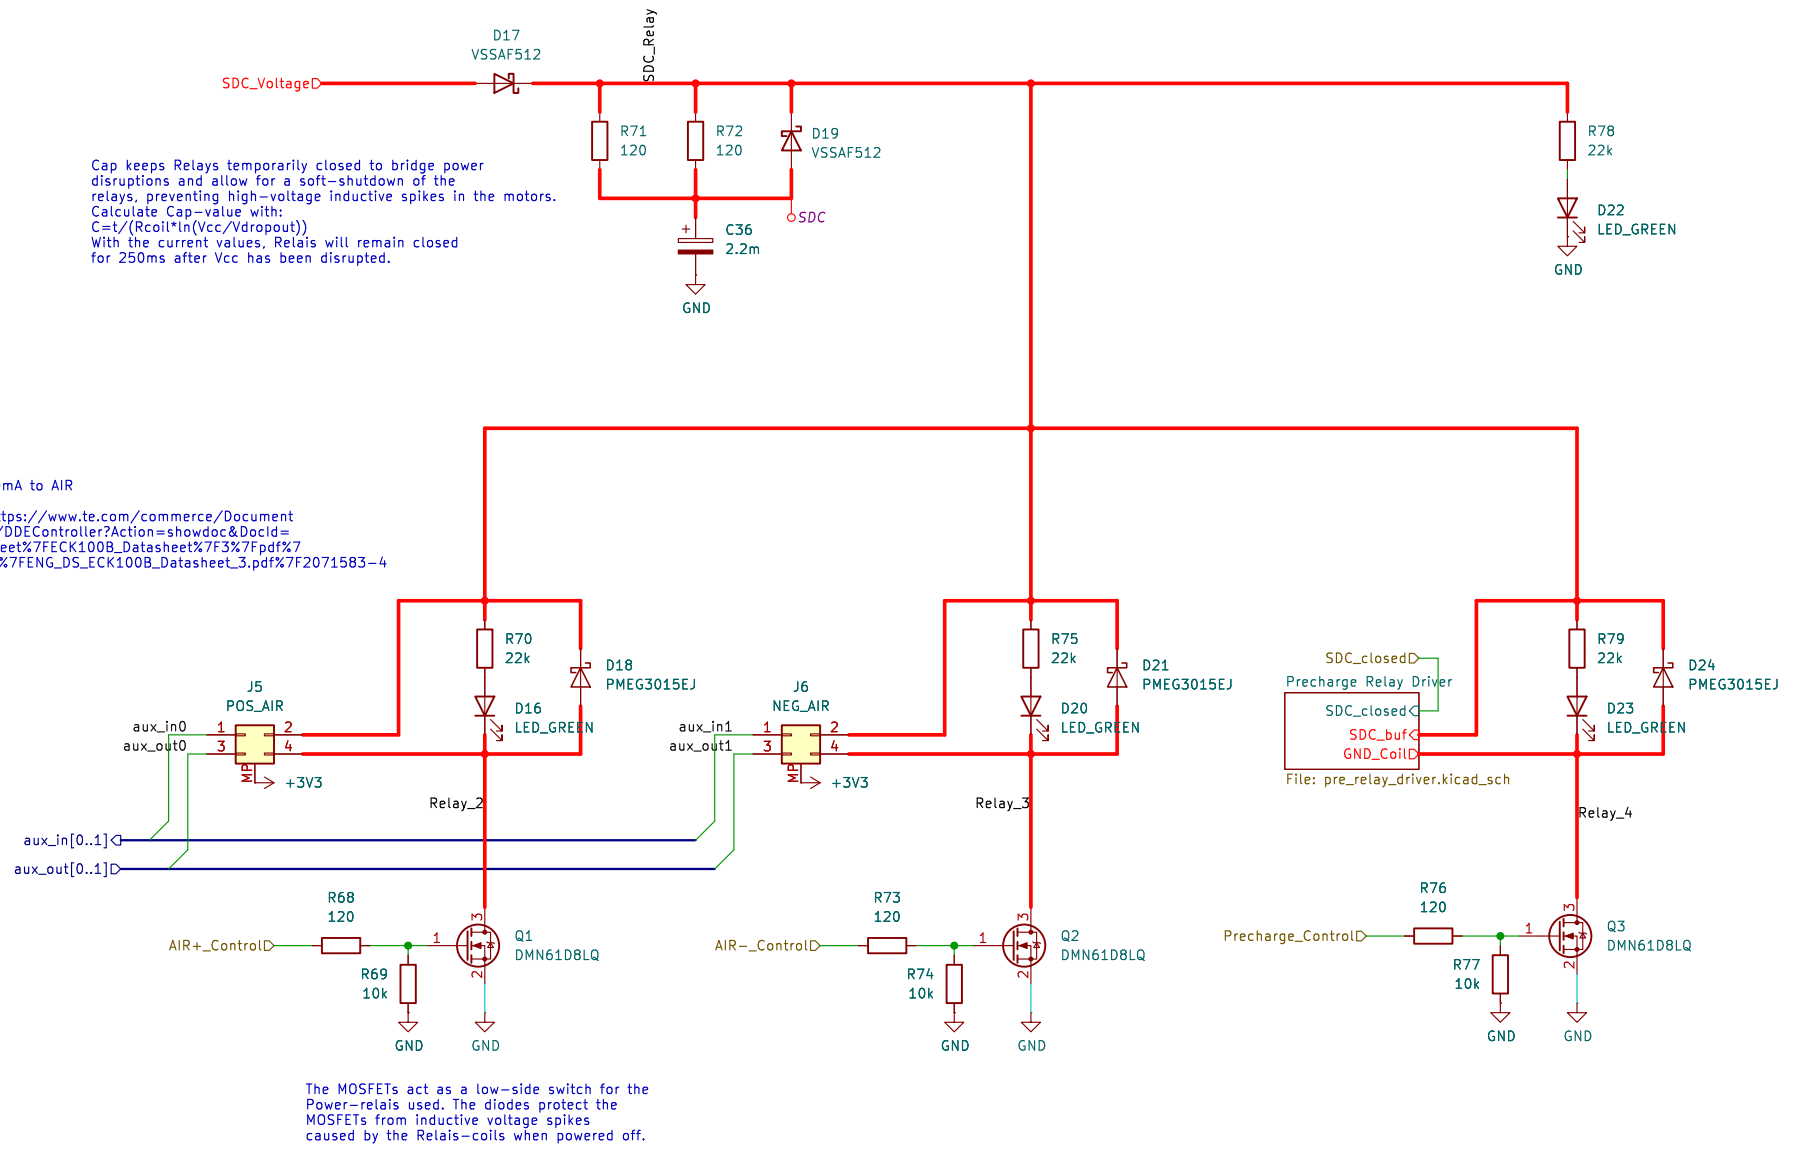 SDC_Relay
D17
VSSAF512
SDC_Voltage
R71
120
R72
120
D19
VSSAF512
R78
22k
Cap keeps Relays temporarily closed to bridge power
disruptions and allow for a soft-shutdown of the
relays, preventing high-voltage inductive spikes in the motors.
Calculate Cap-value with:
C=t/(Rcoil*ln(Vcc/Vdropout))
With the current values, Relais will remain closed
for 250ms after Vcc has been disrupted.
SDC
+
C36
2.2m
GND
D22
LED_GREEN
GND
mA to AIR
tps://www.te.com/commerce/Document
/DDEController?Action=showdoc&DocId=
eet%7FECK100B_Datasheet%7F3%7Fpdf%7
%7FENG_DS_ECK100B_Datasheet_3.pdf%7F2071583-4
R70
22k
D18
PMEG3015EJ
D16
LED_GREEN
J5
POS_AIR
aux_in0
1
2
aux_out0
3
4
MP
+3V3
Relay_2
R75
22k
D21
PMEG3015EJ
D20
LED_GREEN
J6
NEG_AIR
aux_in1
1
2
aux_out1
3
4
MP
+3V3
Relay_3
R79
22k
D24
PMEG3015EJ
D23
LED_GREEN
SDC_closed
Precharge Relay Driver
SDC_closed
SDC_buf
GND_Coil
File: pre_relay_driver.kicad_sch
Relay_4
aux_in[0..1]
aux_out[0..1]
R68
120
AIR+_Control
1
3
2
Q1
DMN61D8LQ
R69
10k
GND
GND
R73
120
AIR-_Control
1
3
2
Q2
DMN61D8LQ
R74
10k
GND
GND
R76
120
Precharge_Control
1
3
2
Q3
DMN61D8LQ
R77
10k
GND
GND
The MOSFETs act as a low-side switch for the
Power-relais used. The diodes protect the
MOSFETs from inductive voltage spikes
caused by the Relais-coils when powered off.